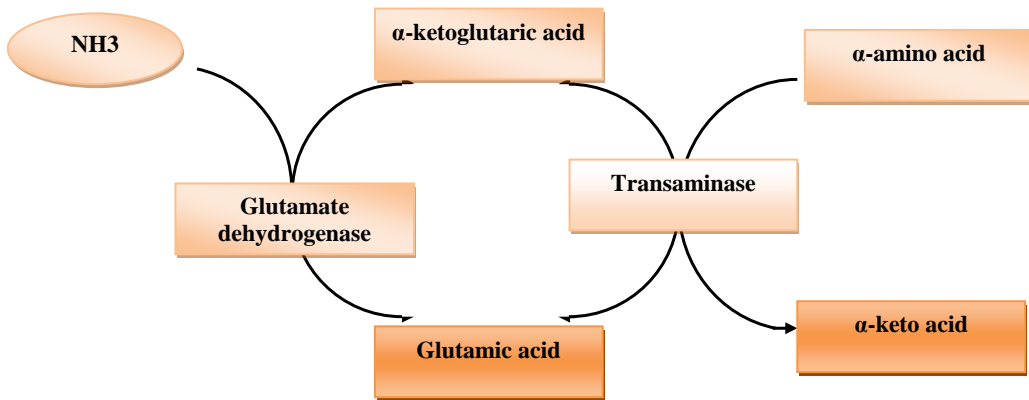 NH3
α-ketoglutaric acid
α-amino acid
Transaminase
Glutamate
dehydrogenase
Glutamic acid
α-keto acid